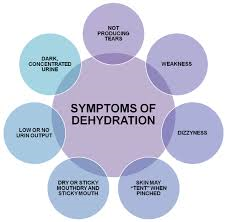 SYMPTOMS OF
DEHYDRATION
NOT
PRODUCING
TEARS
WEAKNESS
DIZZYNESS
SKIN MAY
"TENT" WHEN
PINCHED
DRY OR STICKY
MOUTHDRY AND
STICKY MOUTH
LOW OR NO
URIN OUTPUT
DARK,
CONCENTRATED
URINE